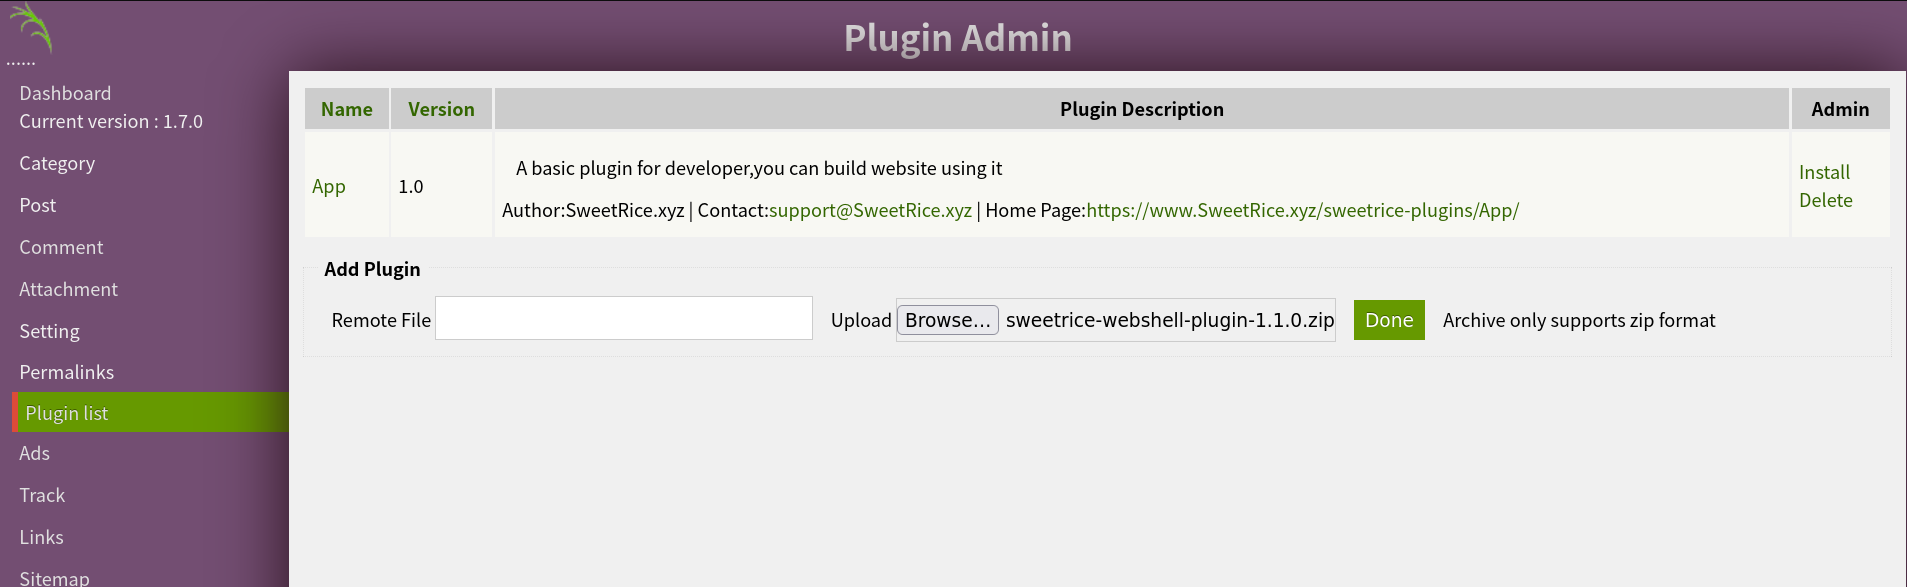 Plugin Admin
......
Dashboard
Current version : 1.7.0
Category
Post
Comment
Attachment
Setting
Permalinks
Plugin list
Ads
Track
Links
Sitemap
Name Version Plugin Description Admin
App 1.0 A basic plugin for developer,you can build website using it
Author:SweetRice.xyz | Contact:support@SweetRice.xyz | Home Page:https://www.SweetRice.xyz/sweetrice-plugins/App/
Install
Delete
Add Plugin
Remote File Upload Browse... sweetrice-webshell-plugin-1.1.0.zip Done Archive only supports zip format